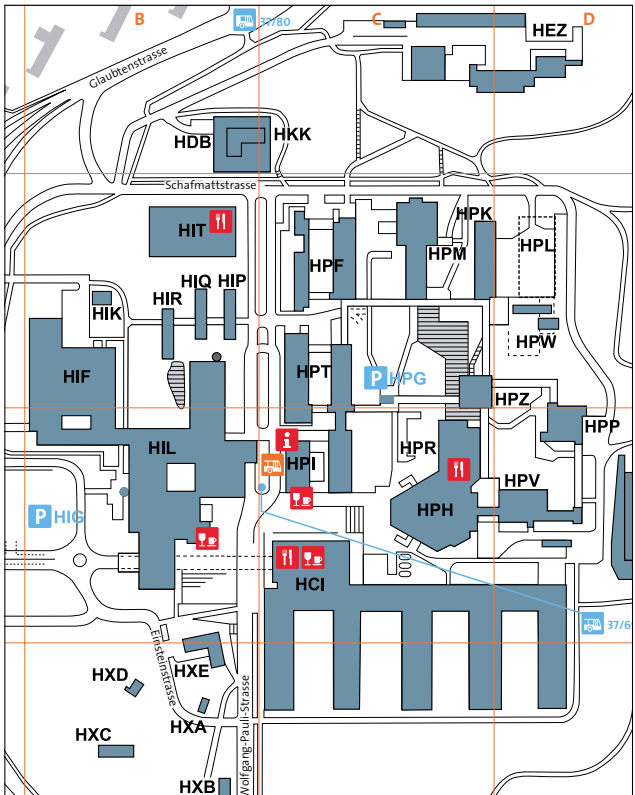 B
37/80
C
HEZ
D
Glaubtenstrasse
HDB
HKK
Schafmattstrasse
HIT
HPK
HPL
HPM
HPF
HIQ
HIP
HIK
HIR
HPW
HIF
HPT
P HPG
HPZ
HPP
HIL
i
HPI
HPR
HPV
HPH
P HIG
HCI
37/6
Einsteinstrasse
HXE
HXD
HXA
HXC
HXB
Wolfgang-Pauli-Strasse